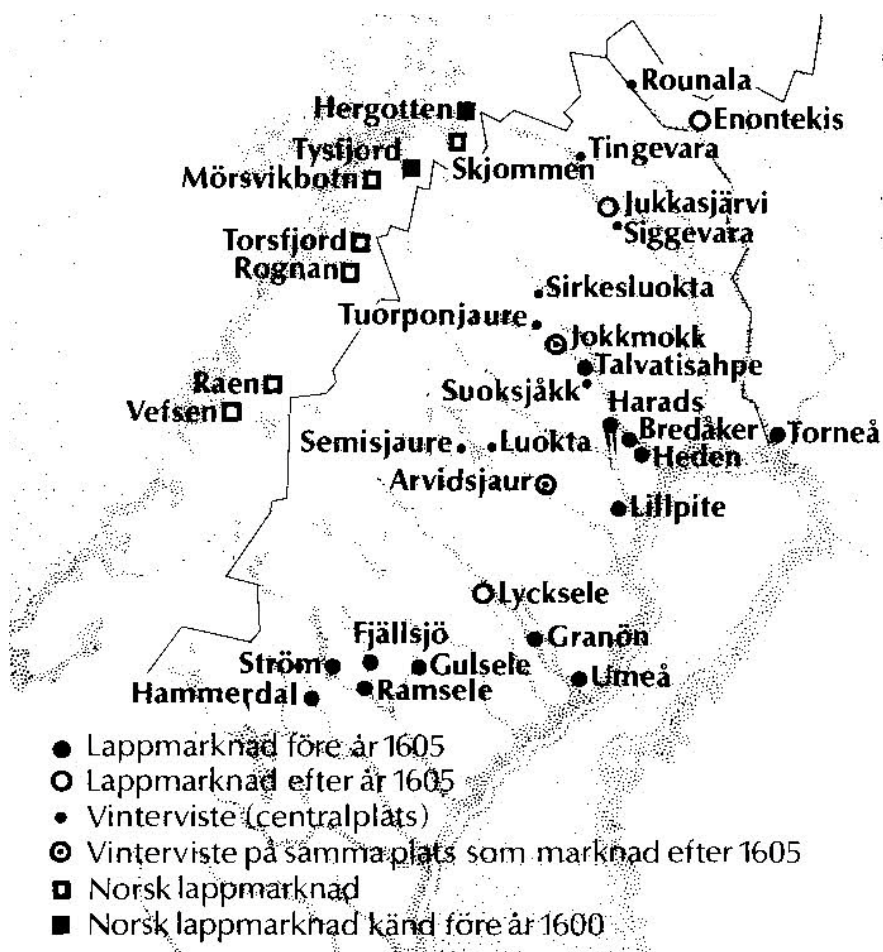 Rounala
Hergotten
Enontekis
Tysfjord
Skjommen
Tingevara
Mörsvikbotn
Jukkasjärvi
Siggevara
Torsfjord
Rognan
Sirkesluokta
Tuorponjaure
Jokkmokk
Talvatisahpe
Raen
Suoksjåkk
Vefsen
Harads
Bredåker
Torneå
Semisjaure
Luokta
Heden
Arvidsjaur
Lillpite
Lycksele
Fjällsjö
Granön
Ström
Gulsele
Umeå
Hammerdal
Ramsele
Lappmarknad före år 1605
Lappmarknad efter år 1605
Vinterviste (centralplats)
Vinterviste på samma plats som marknad efter 1605
Norsk lappmarknad
Norsk lappmarknad känd före år 1600